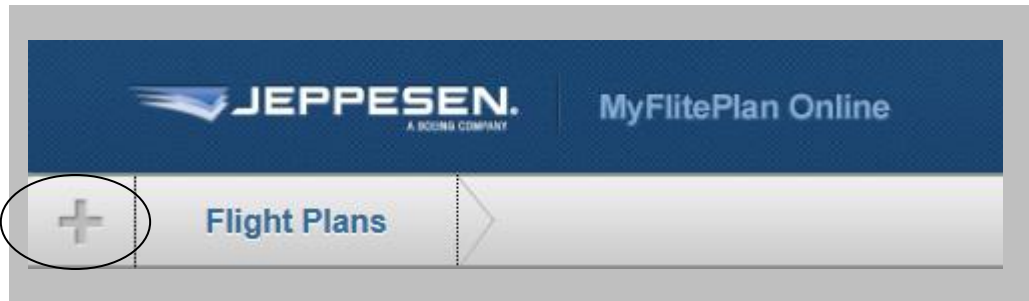 JEPPESEN.
A BOEING COMPANY
MyFlitePlan Online
Flight Plans